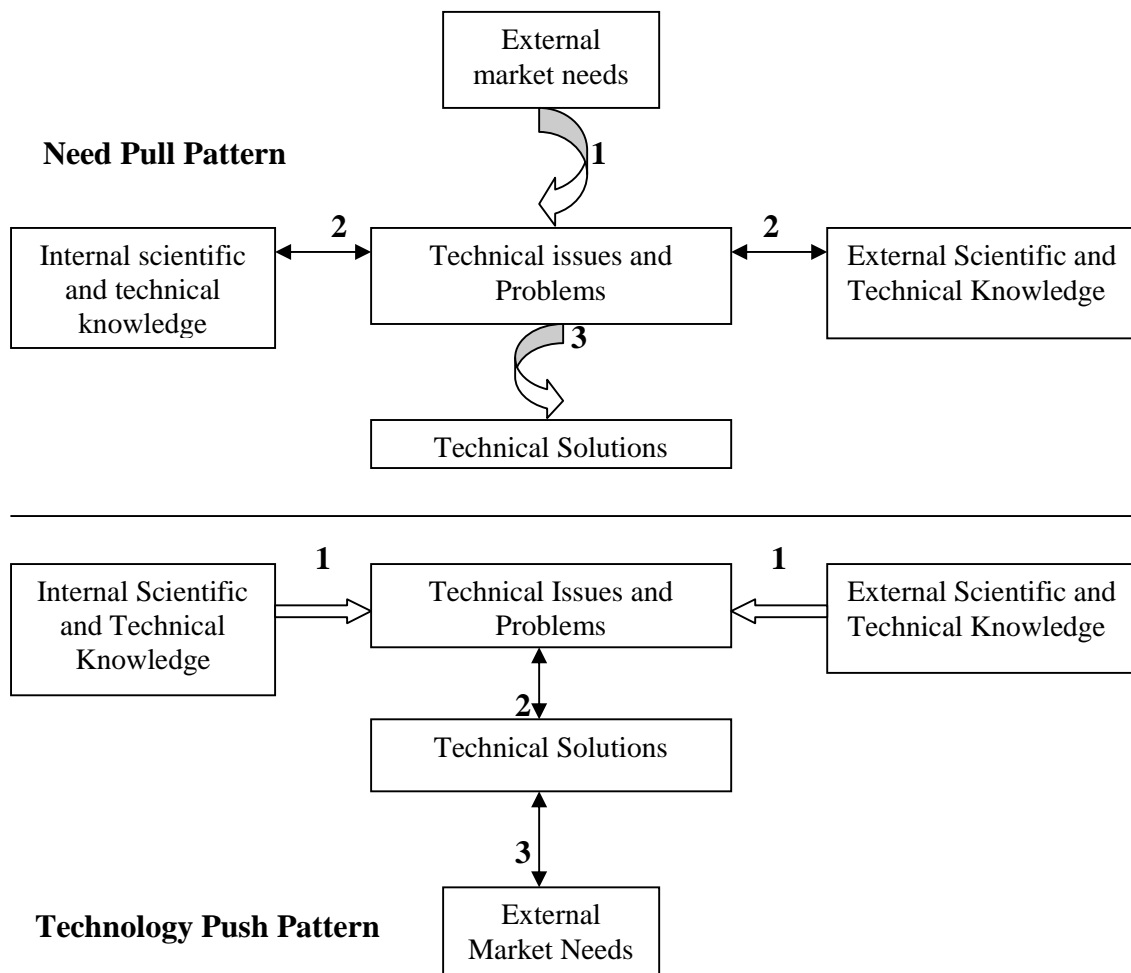 External
market needs
Need Pull Pattern
1
Internal scientific
and technical
knowledge
2
Technical issues and
Problems
2
External Scientific and
Technical Knowledge
3
Technical Solutions
Internal Scientific
and Technical
Knowledge
1
Technical Issues and
Problems
1
External Scientific and
Technical Knowledge
2
Technical Solutions
3
External
Market Needs
Technology Push Pattern